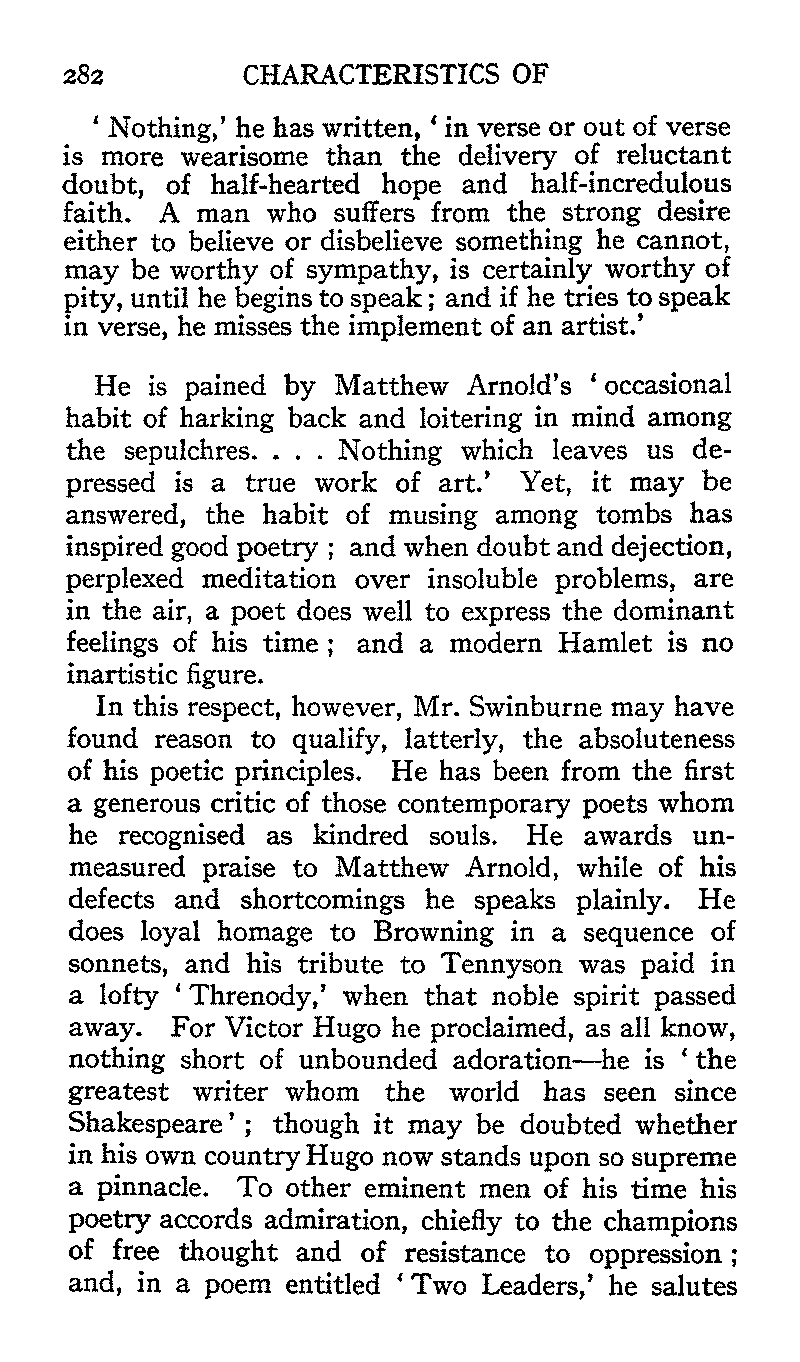 282 CHARACTERISTICS OF
‘ Nothing,’ he has written, ‘ in verse or out of verse
is more wearisome than the delivery of reluctant
doubt, of half-hearted hope and half-incredulous
faith. A man who suffers from the strong desire
either to believe or disbelieve something he cannot,
may be worthy of sympathy, is certainly worthy of
pity, until he begins to speak ; and if he tries to speak
in verse, he misses the implement of an artist.’
He is pained by Matthew Arnold’s ‘ occasional
habit of harking back and loitering in mind among
the sepulchres. . . . Nothing which leaves us de-
pressed is a true work of art.’ Yet, it may be
answered, the habit of musing among tombs has
inspired good poetry ; and when doubt and dejection,
perplexed meditation over insoluble problems, are
in the air, a poet does well to express the dominant
feelings of his time ; and a modern Hamlet is no
inartistic figure.
In this respect, however, Mr. Swinburne may have
found reason to qualify, latterly, the absoluteness
of his poetic principles. He has been from the first
a generous critic of those contemporary poets whom
he recognised as kindred souls. He awards un-
measured praise to Matthew Arnold, while of his
defects and shortcomings he speaks plainly. He
does loyal homage to Browning in a sequence of
sonnets, and his tribute to Tennyson was paid in
a lofty ‘ Threnody,’ when that noble spirit passed
away. For Victor Hugo he proclaimed, as all know,
nothing short of unbounded adoration—he is ‘ the
greatest writer whom the world has seen since
Shakespeare ’ ; though it may be doubted whether
in his own country Hugo now stands upon so supreme
a pinnacle. To other eminent men of his time his
poetry accords admiration, chiefly to the champions
of free thought and of resistance to oppression ;
and, in a poem entitled ‘ Two Leaders,’ he salutes